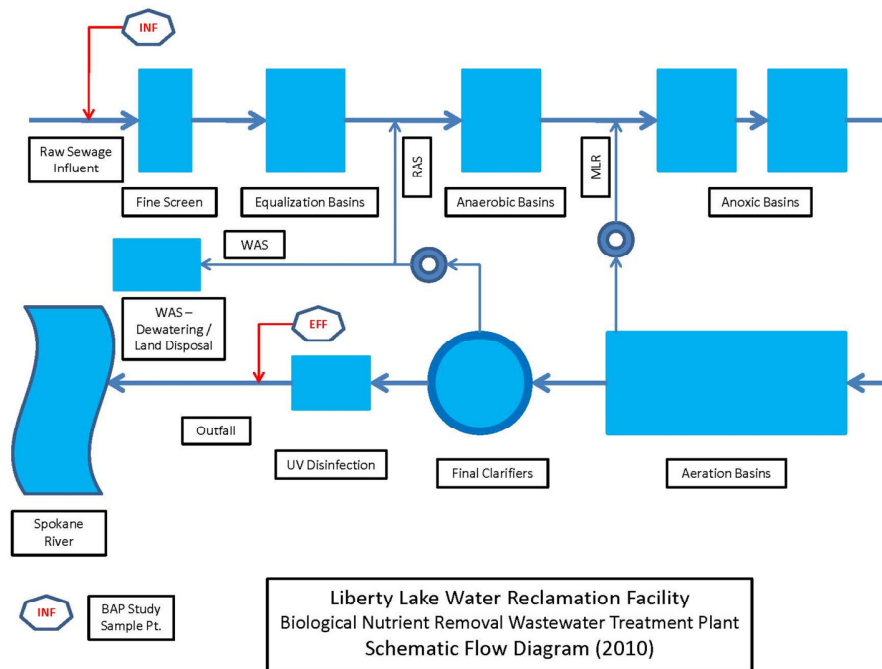 INF
Raw Sewage
Influent
Fine Screen
Equalization Basins
RAS
Anaerobic Basins
MLR
Anoxic Basins
WAS
WAS –
Dewatering /
Land Disposal
EFF
Outfall
UV Disinfection
Final Clarifiers
Aeration Basins
Spokane
River
INF
BAP Study
Sample Pt.
Liberty Lake Water Reclamation Facility
Biological Nutrient Removal Wastewater Treatment Plant
Schematic Flow Diagram (2010)